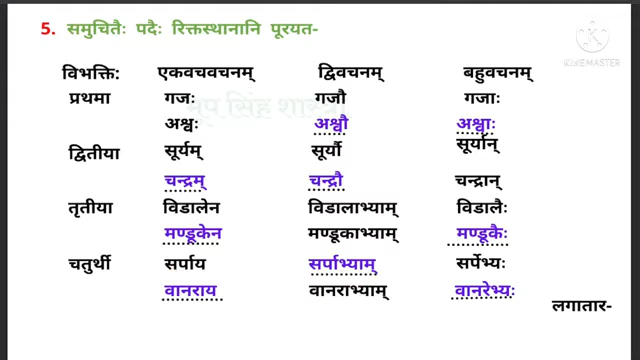 5. समुचितैः पदैः रिक्तस्थानानि पूरयत-
KINEMASTER
विभक्ति: एकवचवचनम् द्विवचनम् बहुवचनम्
प्रथमा गजः गजौ गजाः
अश्वः अश्वौ अश्वाः
द्वितीया सूर्यम् सूर्यौ सूर्यान्
चन्द्रम् चन्द्रौ चन्द्रान्
तृतीया विडालेन विडालाभ्याम् विडालैः
मण्डूकेन मण्डूकाभ्याम् मण्डूकैः
चतुर्थी सर्पाय सर्पाभ्याम् सर्पेभ्यः
वानराय वानराभ्याम् वानरेभ्यः
लगातार-